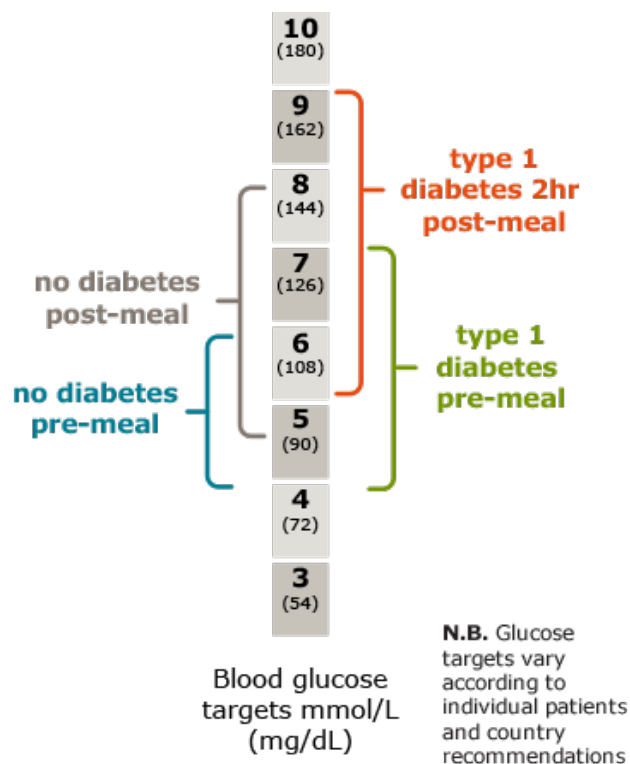 10
(180)
9
(162)
8
(144)
7
(126)
6
(108)
5
(90)
4
(72)
3
(54)
type 1
diabetes 2hr
post-meal
no diabetes
post-meal
type 1
diabetes
pre-meal
no diabetes
pre-meal
Blood glucose
targets mmol/L
(mg/dL)
N.B. Glucose
targets vary
according to
individual patients
and country
recommendations